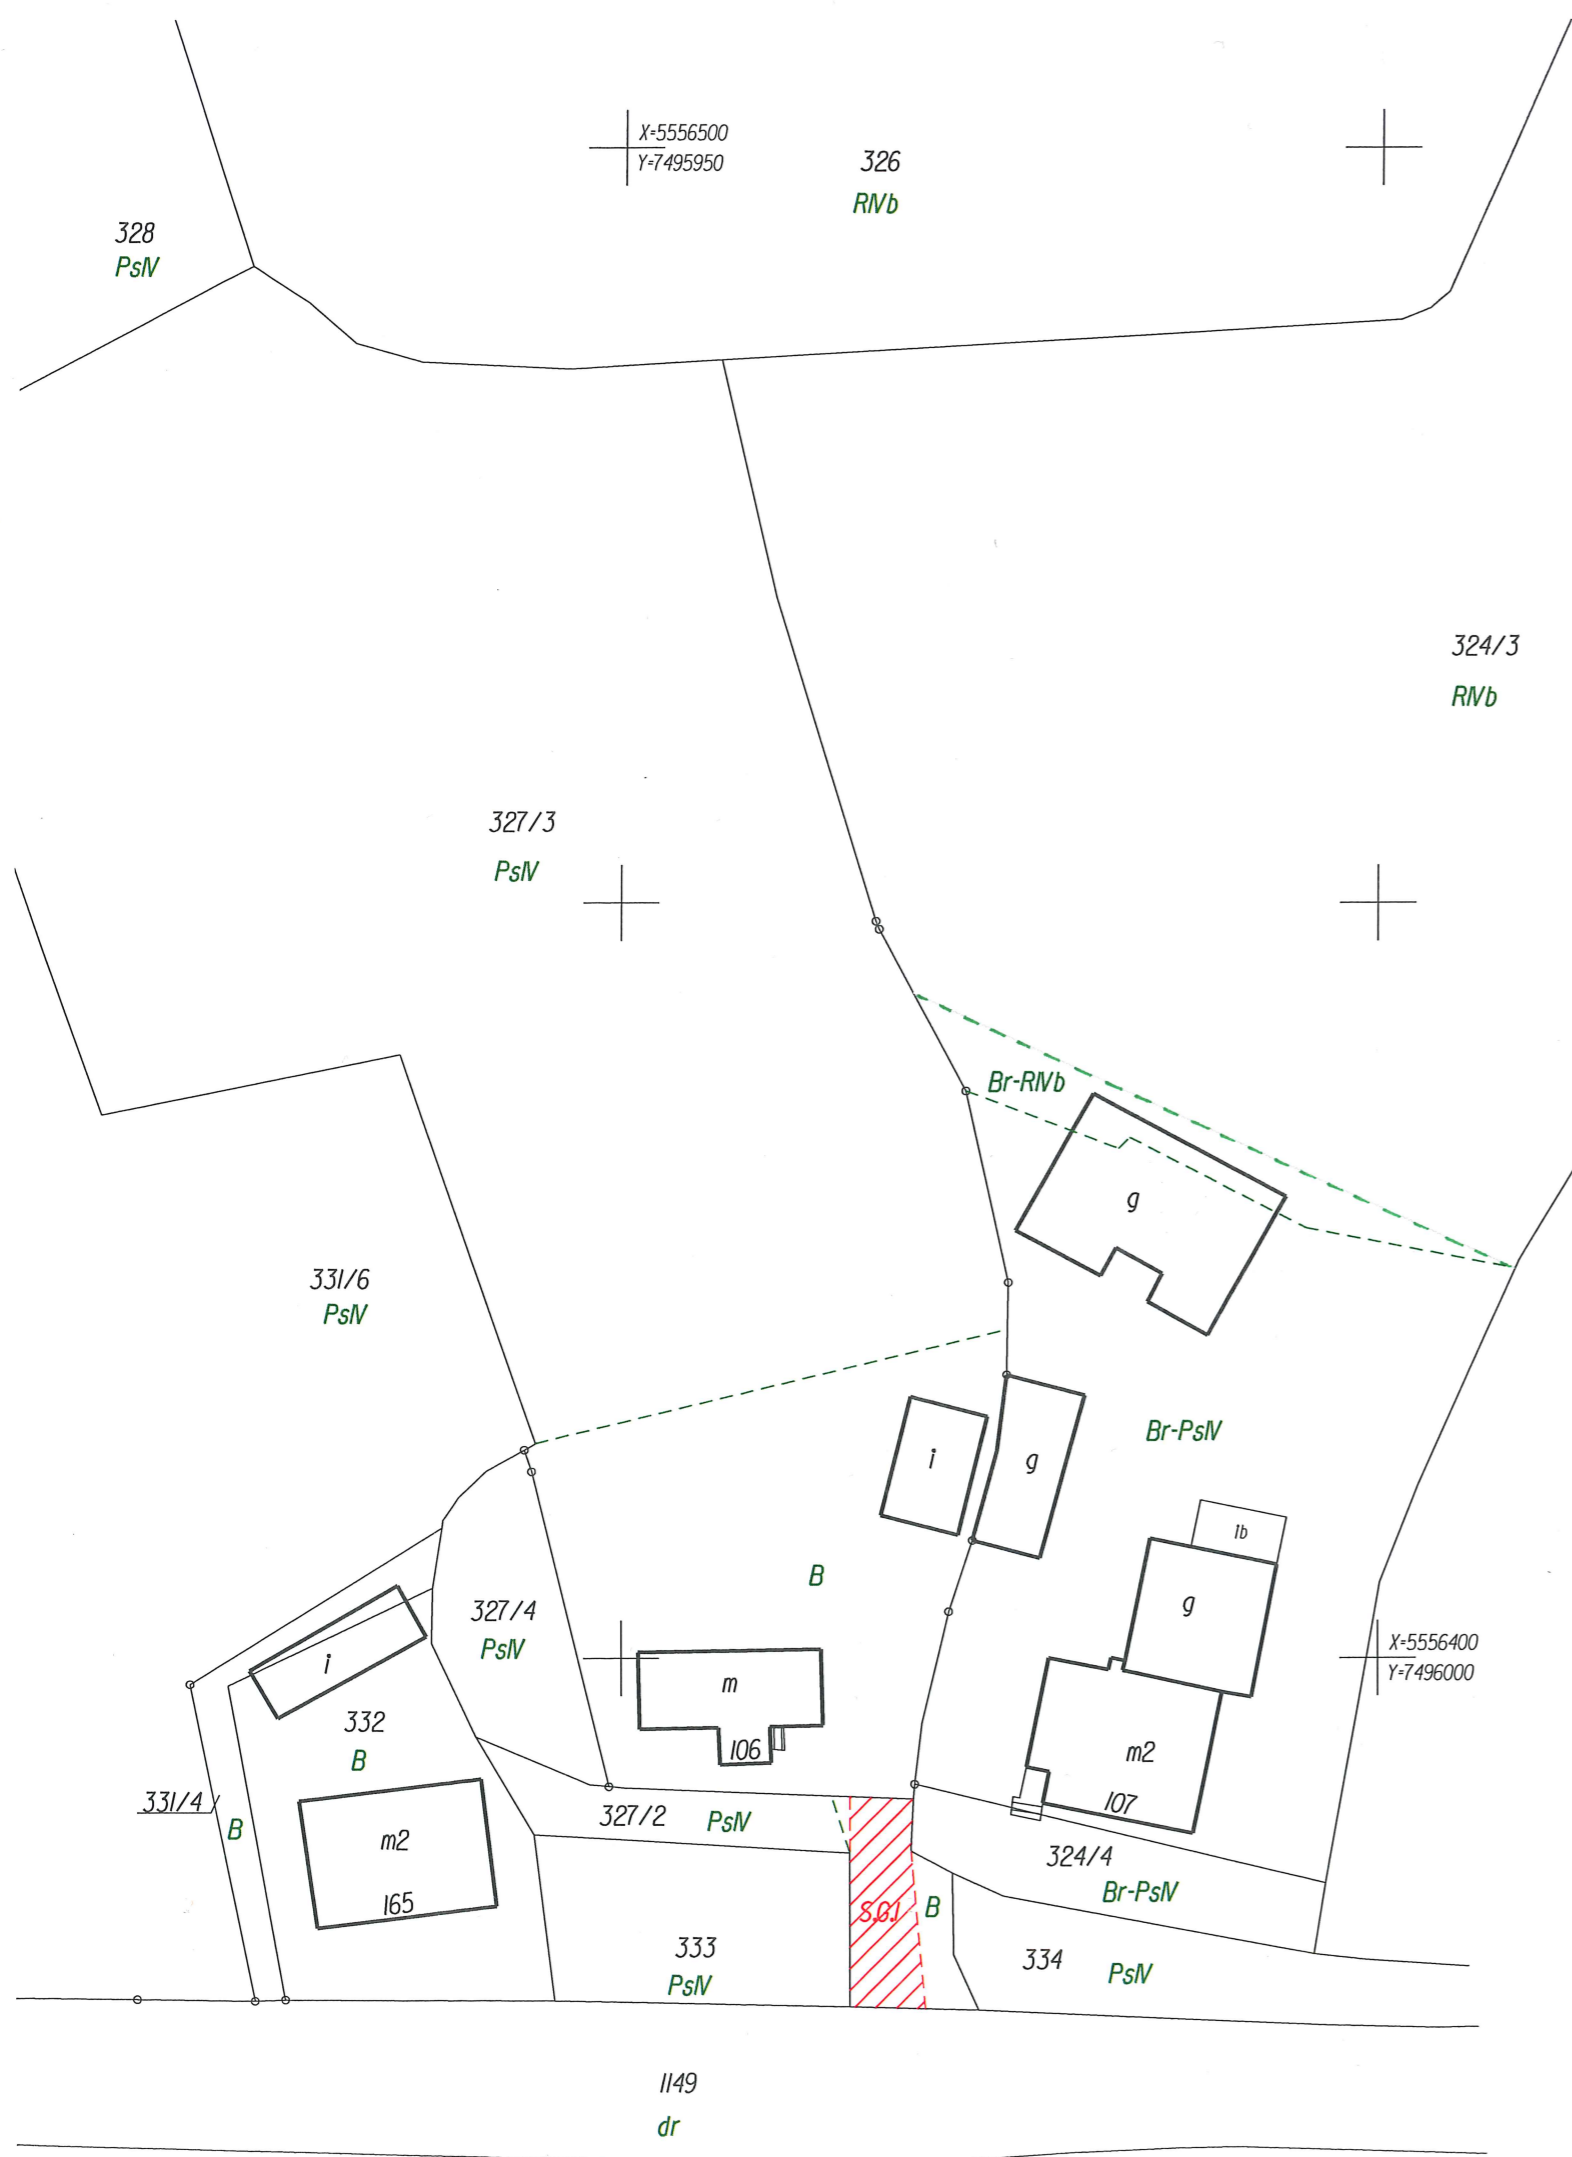 X=5556500
Y=7495950
326
RIVb
328
PsIV
324/3
RIVb
327/3
PsIV
Br-RIVb
g
331/6
PsIV
Br-PsIV
i
g
1b
B
g
327/4
PsIV
X=5556400
Y=7496000
i
m
332
B
106
m2
107
331/4
B
327/2
PsIV
m2
165
324/4
Br-PsIV
S.G.1
B
333
PsIV
334
PsIV
1149
dr